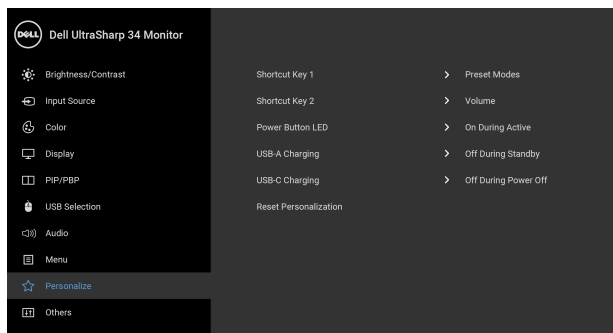 DELL Dell UltraSharp 34 Monitor
Brightness/Contrast
Input Source
Color
Display
PIP/PBP
USB Selection
Audio
Menu
Personalize
Others
Shortcut Key 1 > Preset Modes
Shortcut Key 2 > Volume
Power Button LED > On During Active
USB-A Charging > Off During Standby
USB-C Charging > Off During Power Off
Reset Personalization